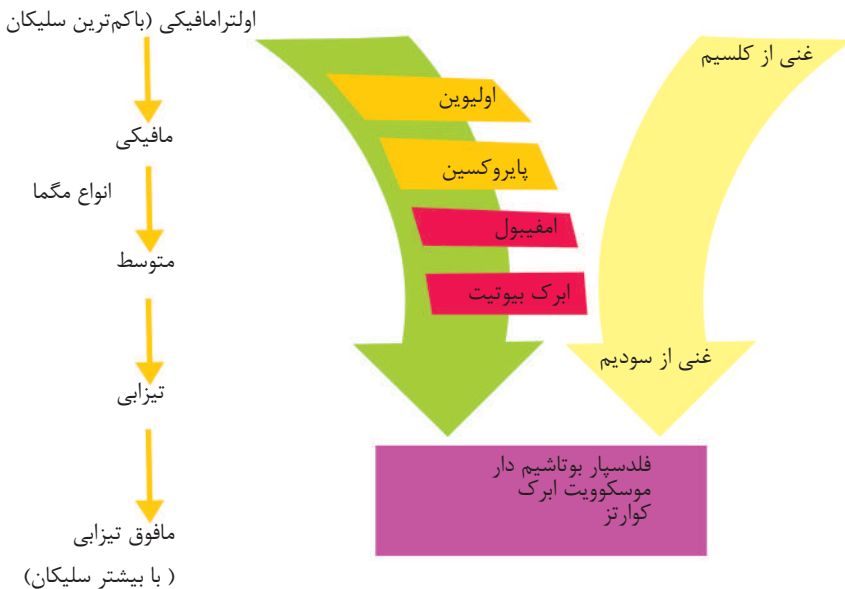 اولترامافیکی (باکم‌ترین سلیکان
مافیکی
انواع مگما
متوسط
تیزابی
مافوق تیزابی
( با بیشتر سلیکان)
غنی از کلسیم
غنی از سودیم
اولیوین
پایروکسین
امفیبول
ابرک بیوتیت
فلدسپار بوتاشیم دار
موسکوویت ابرک
کوارتز